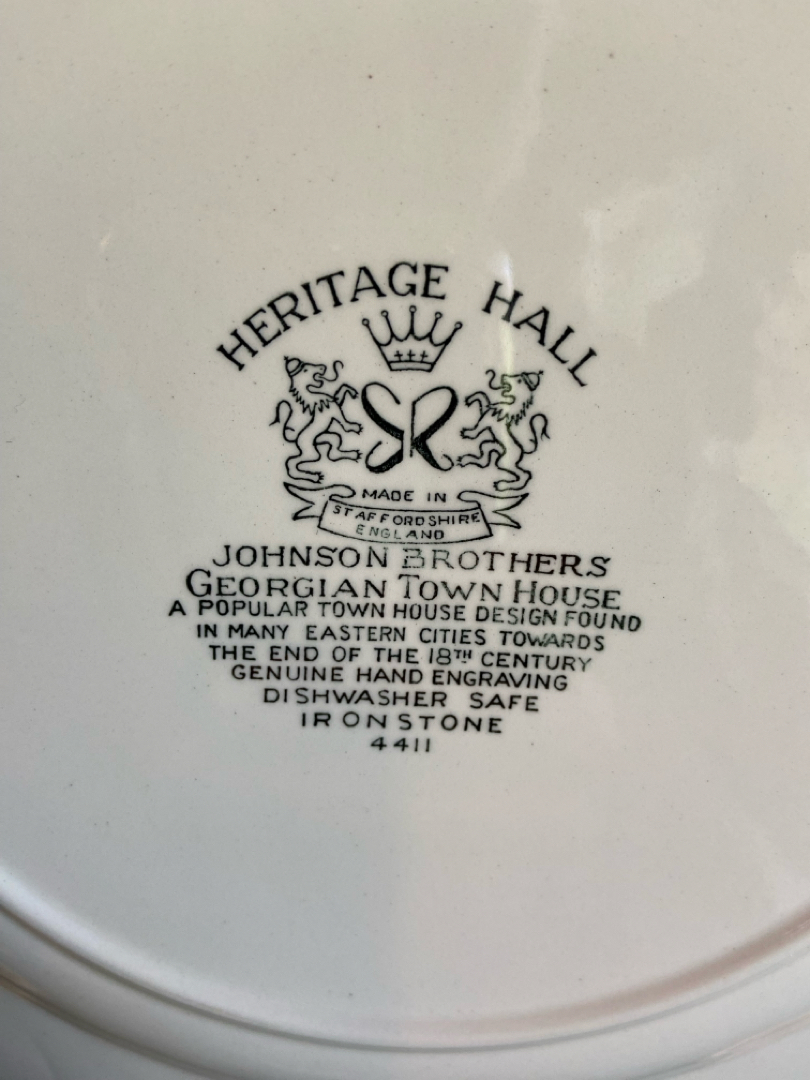 HERITAGE HALL
SR
MADE IN
STAFFORDSHIRE
ENGLAND
JOHNSON BROTHERS
GEORGIAN TOWN HOUSE
A POPULAR TOWN HOUSE DESIGN FOUND
IN MANY EASTERN CITIES TOWARDS
THE END OF THE 18TH CENTURY
GENUINE HAND ENGRAVING
DISHWASHER SAFE
IRONSTONE
4411